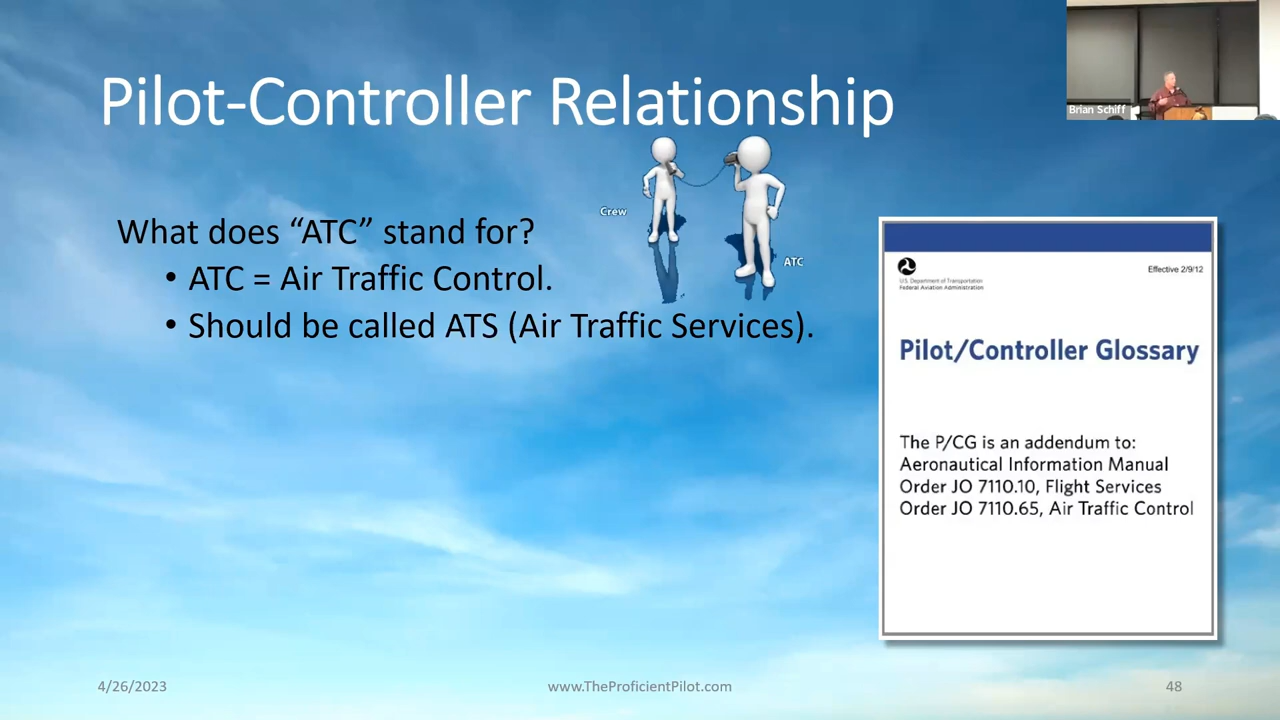 Pilot-Controller Relationship
Brian Schiff
Crew
ATC
What does “ATC” stand for?
• ATC = Air Traffic Control.
• Should be called ATS (Air Traffic Services).
U.S. Department of Transportation
Federal Aviation Administration
Effective 2/9/12
Pilot/Controller Glossary
The P/CG is an addendum to:
Aeronautical Information Manual
Order JO 7110.10, Flight Services
Order JO 7110.65, Air Traffic Control
4/26/2023
www.TheProficientPilot.com
48